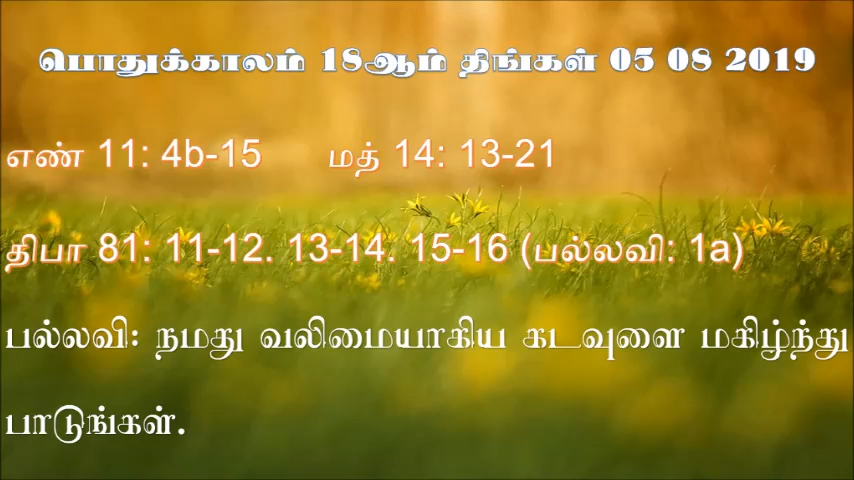 பொதுக்காலம் 18ஆம் திங்கள் 05 08 2019
எண் 11: 4b-15 மத் 14: 13-21
திபா 81: 11-12. 13-14. 15-16 (பல்லவி: 1a)
பல்லவி: நமது வலிமையாகிய கடவுளை மகிழ்ந்து
பாடுங்கள்.